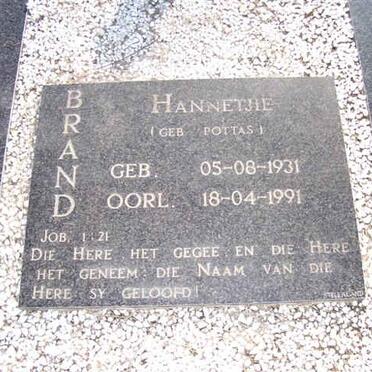 BRAND
HANNETJIE
(GEB POTTAS)
GEB. 05-08-1931
OORL. 18-04-1991
JOB. 1:21
DIE HERE HET GEGEE: EN DIE HERE
HET GENEEM: DIE NAAM VAN DIE
HERE SY GELOOFD!
STELLALAND